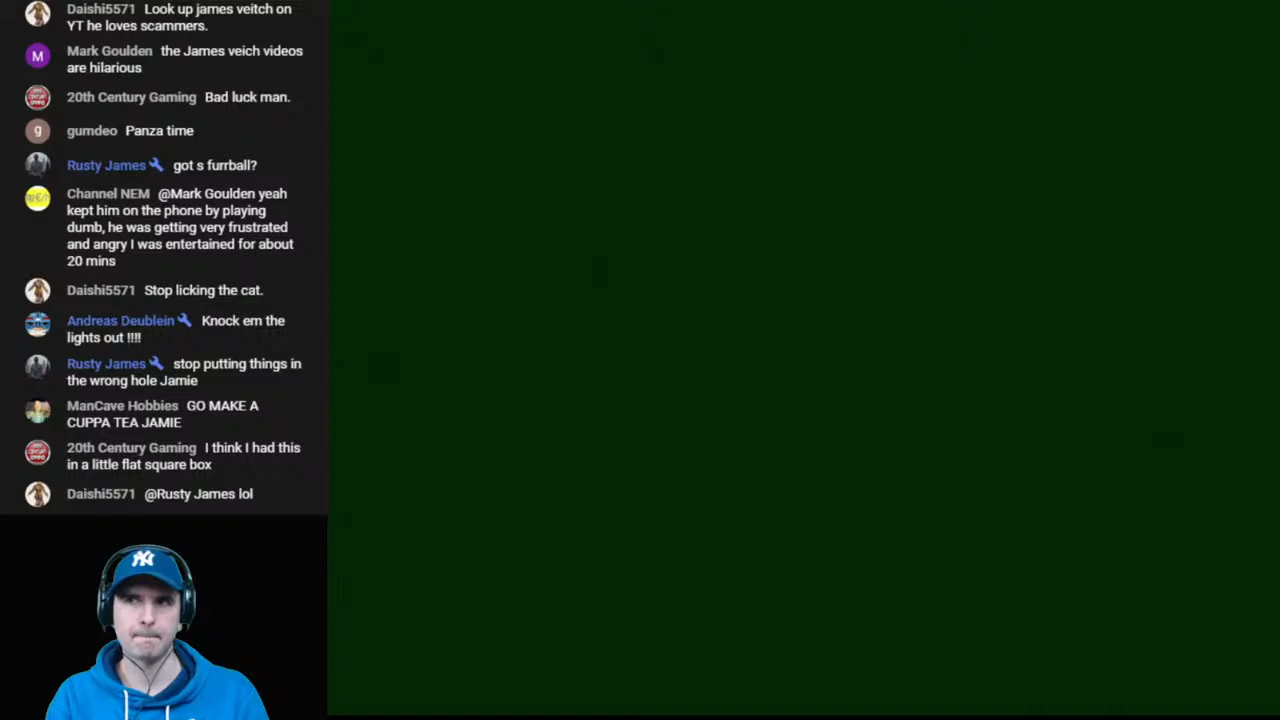 Daishi5571 Look up james veitch on
YT he loves scammers.
M
Mark Goulden the James veich videos
are hilarious
20th Century Gaming Bad luck man.
g
gumdeo Panza time
Rusty James got s furrball?
Channel NEM @Mark Goulden yeah
kept him on the phone by playing
dumb, he was getting very frustrated
and angry I was entertained for about
20 mins
Daishi5571 Stop licking the cat.
Andreas Deublein Knock em the
lights out !!!!
Rusty James stop putting things in
the wrong hole Jamie
ManCave Hobbies GO MAKE A
CUPPA TEA JAMIE
20th Century Gaming I think I had this
in a little flat square box
Daishi5571 @Rusty James lol
NY